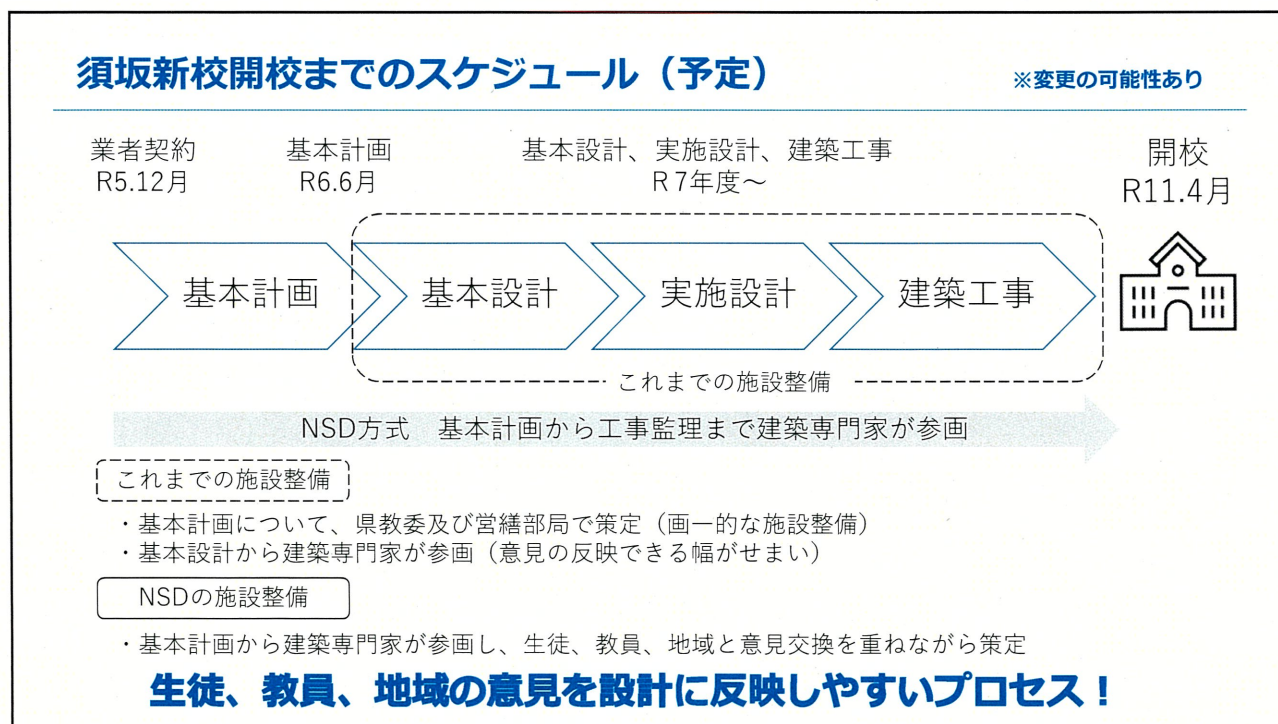 須坂新校開校までのスケジュール（予定）
※変更の可能性あり
業者契約
R5.12月
基本計画
R6.6月
基本設計、実施設計、建築工事
R７年度～
開校
R11.4月
基本計画
基本設計
実施設計
建築工事
これまでの施設整備
NSD方式　基本計画から工事監理まで建築専門家が参画
これまでの施設整備
・基本計画について、県教委及び営繕部局で策定（画一的な施設整備）
・基本設計から建築専門家が参画（意見の反映できる幅がせまい）
NSDの施設整備
・基本計画から建築専門家が参画し、生徒、教員、地域と意見交換を重ねながら策定
生徒、教員、地域の意見を設計に反映しやすいプロセス！